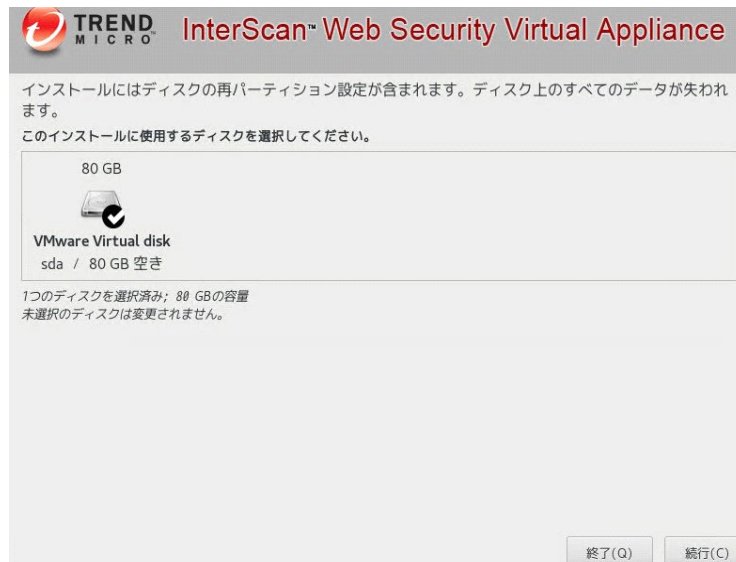 TREND
MICRO™
InterScan™ Web Security Virtual Appliance
インストールにはディスクの再パーティション設定が含まれます。ディスク上のすべてのデータが失われ
ます。
このインストールに使用するディスクを選択してください。
80 GB
VMware Virtual disk
sda / 80 GB 空き
1つのディスクを選択済み; 80 GBの容量
未選択のディスクは変更されません。
終了(Q) 続行(C)